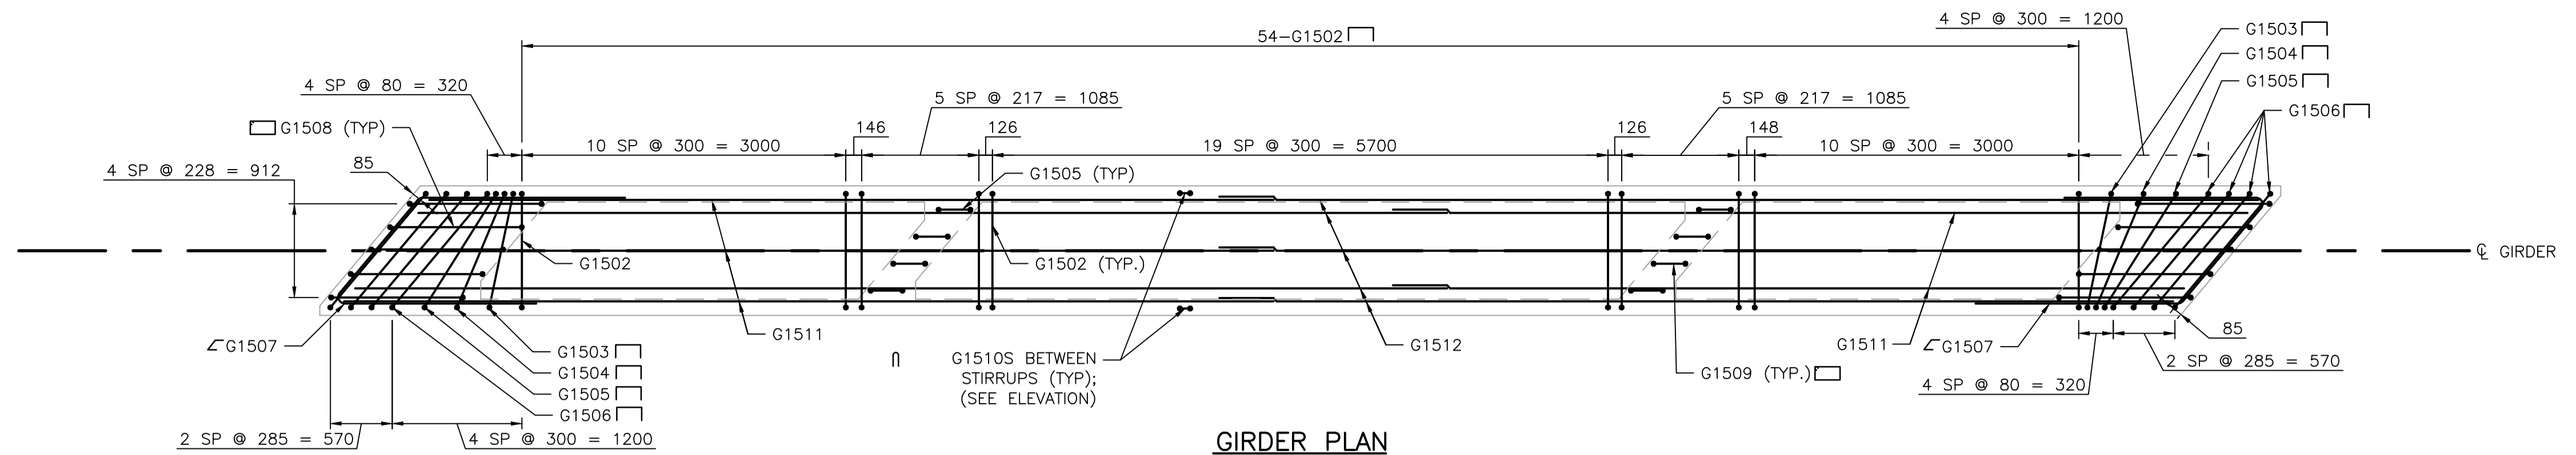 54-G1502
4 SP @ 300 = 1200
G1503
G1504
G1505
G1506
4 SP @ 80 = 320
5 SP @ 217 = 1085
5 SP @ 217 = 1085
G1508 (TYP)
146
126
126
148
10 SP @ 300 = 3000
19 SP @ 300 = 5700
10 SP @ 300 = 3000
4 SP @ 228 = 912
85
G1505 (TYP)
G1502
G1502 (TYP.)
℄ GIRDER
G1511
G1507
G1503
G1504
G1505
G1506
G1510S BETWEEN
STIRRUPS (TYP);
(SEE ELEVATION)
G1512
G1509 (TYP.)
G1511
G1507
85
2 SP @ 285 = 570
4 SP @ 80 = 320
2 SP @ 285 = 570
4 SP @ 300 = 1200
GIRDER PLAN